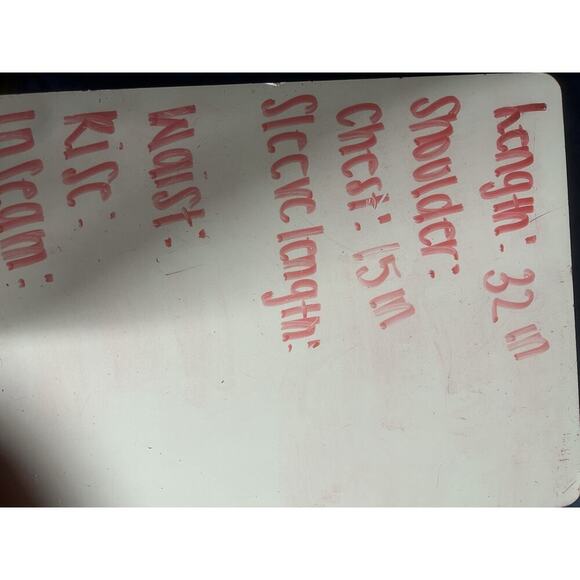 Length: 32 in
Shoulder:
Chest: 15 in
Sleeve length:
Waist:
Rise:
Inseam: